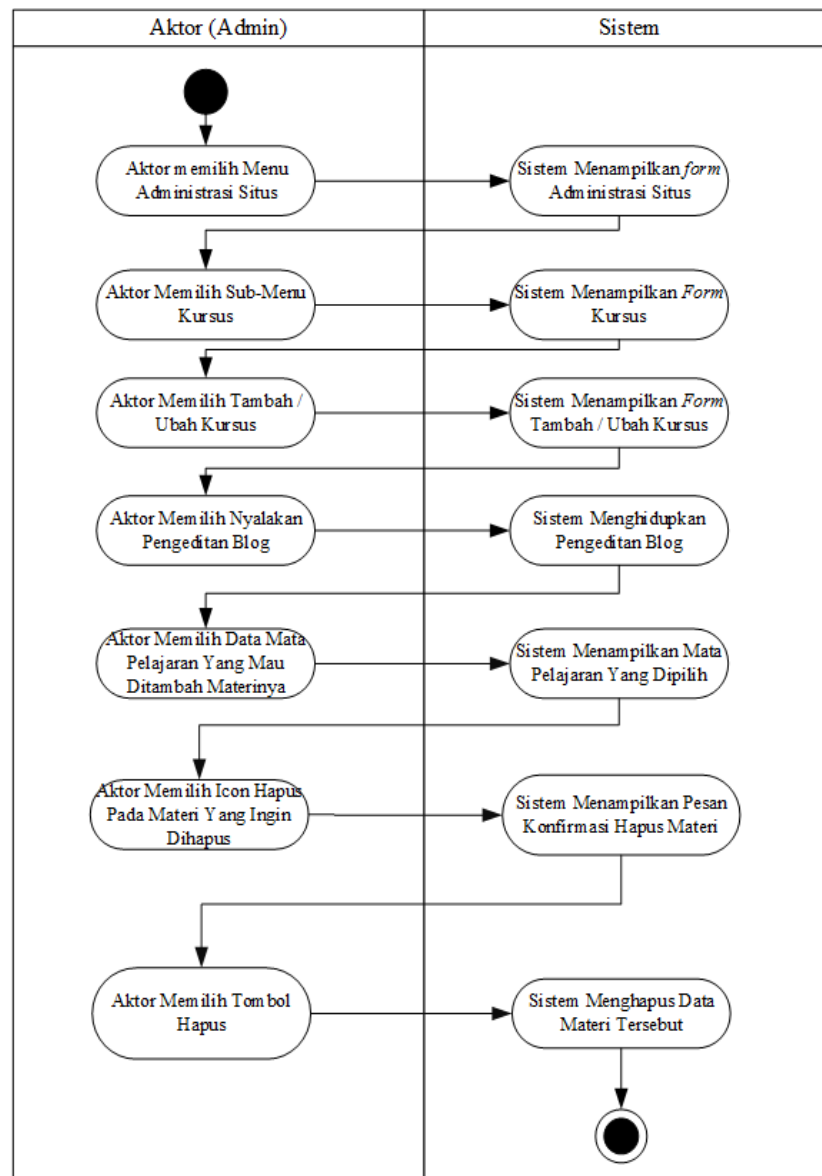 Aktor (Admin)
Sistem
Aktor memilih Menu
Administrasi Situs
Sistem Menampilkan form
Administrasi Situs
Aktor Memilih Sub-Menu
Kursus
Sistem Menampilkan Form
Kursus
Aktor Memilih Tambah /
Ubah Kursus
Sistem Menampilkan Form
Tambah / Ubah Kursus
Aktor Memilih Nyalakan
Pengeditan Blog
Sistem Menghidupkan
Pengeditan Blog
Aktor Memilih Data Mata
Pelajaran Yang Mau
Ditambah Materinya
Sistem Menampilkan Mata
Pelajaran Yang Dipilih
Aktor Memilih Icon Hapus
Pada Materi Yang Ingin
Dihapus
Sistem Menampilkan Pesan
Konfirmasi Hapus Materi
Aktor Memilih Tombol
Hapus
Sistem Menghapus Data
Materi Tersebut